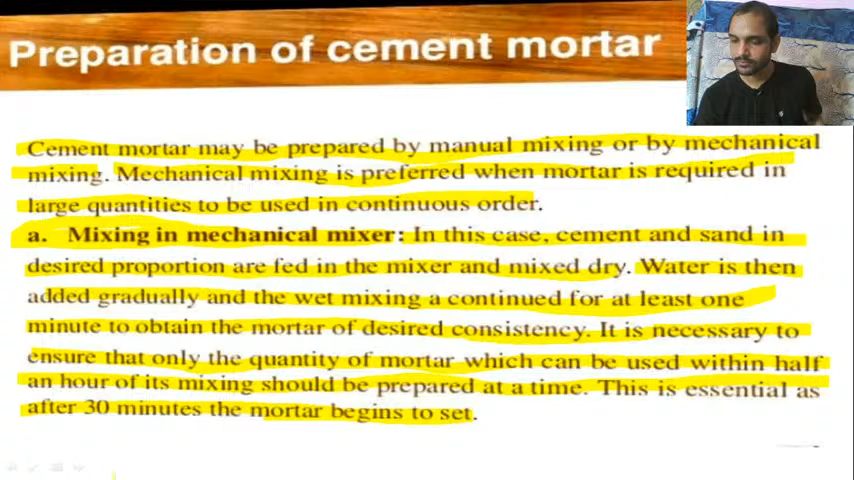 Preparation of cement mortar
Cement mortar may be prepared by manual mixing or by mechanical
mixing. Mechanical mixing is preferred when mortar is required in
large quantities to be used in continuous order.
a. Mixing in mechanical mixer: In this case, cement and sand in
desired proportion are fed in the mixer and mixed dry. Water is then
added gradually and the wet mixing a continued for at least one
minute to obtain the mortar of desired consistency. It is necessary to
ensure that only the quantity of mortar which can be used within half
an hour of its mixing should be prepared at a time. This is essential as
after 30 minutes the mortar begins to set.